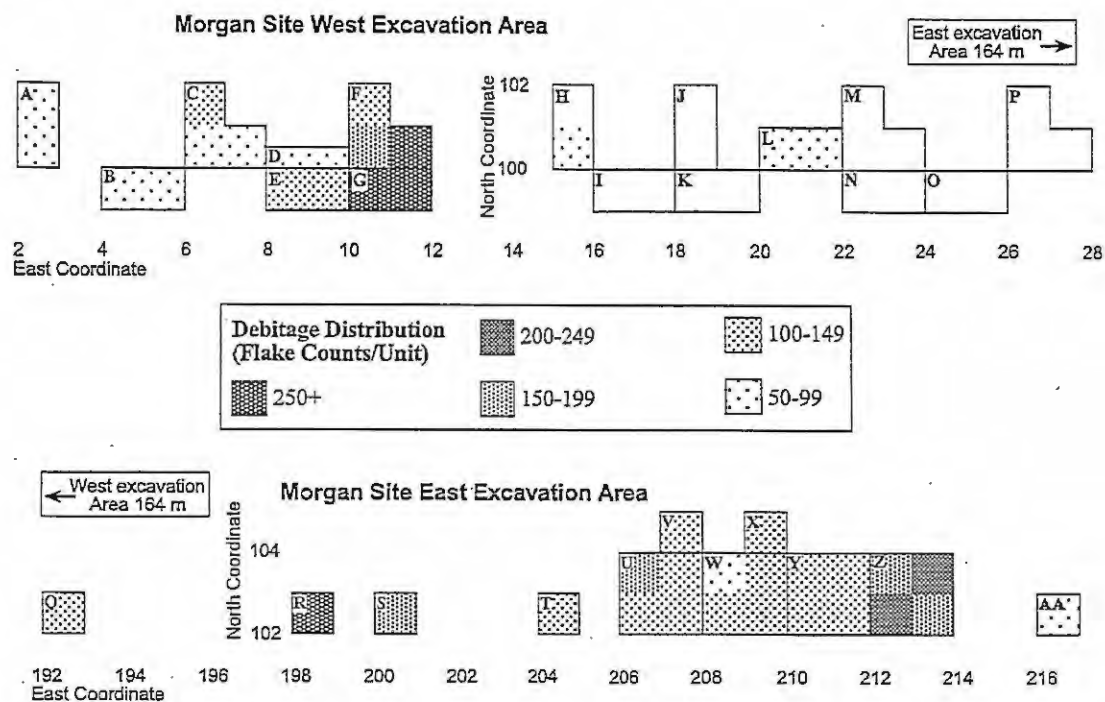 Morgan Site West Excavation Area
East excavation
Area 164 m
A
C
F
B
D
E
G
North Coordinate
102
100
H
J
M
P
L
I
K
N
O
2 4 6 8 10 12 14 16 18 20 22 24 26 28
East Coordinate
Debitage Distribution
(Flake Counts/Unit)
200-249
100-149
250+
150-199
50-99
West excavation
Area 164 m
Morgan Site East Excavation Area
North Coordinate
104
102
V
X
U
W
Y
Z
Q
R
S
T
AA
192 194 196 198 200 202 204 206 208 210 212 214 216
East Coordinate